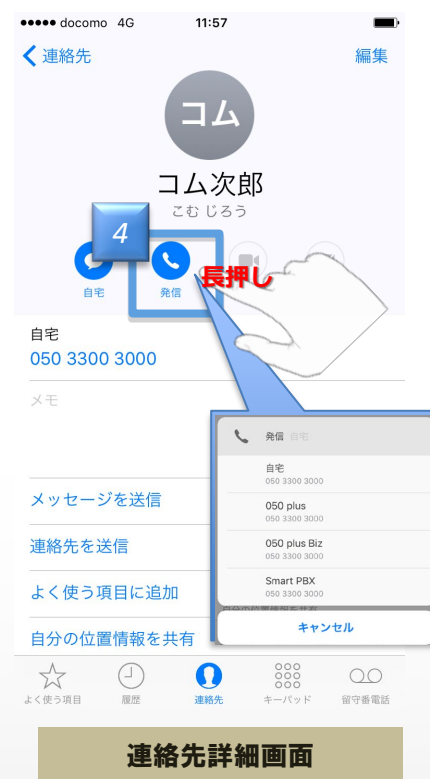 docomo 4G 11:57
連絡先 編集
コム
コム次郎
こむ じろう
4
長押し
自宅 発信
自宅
050 3300 3000
メモ
発信 自宅
自宅
050 3300 3000
050 plus
050 3300 3000
050 plus Biz
050 3300 3000
Smart PBX
050 3300 3000
キャンセル
メッセージを送信
連絡先を送信
よく使う項目に追加
自分の位置情報を共有
よく使う項目 履歴 連絡先 キーパッド 留守番電話
連絡先詳細画面